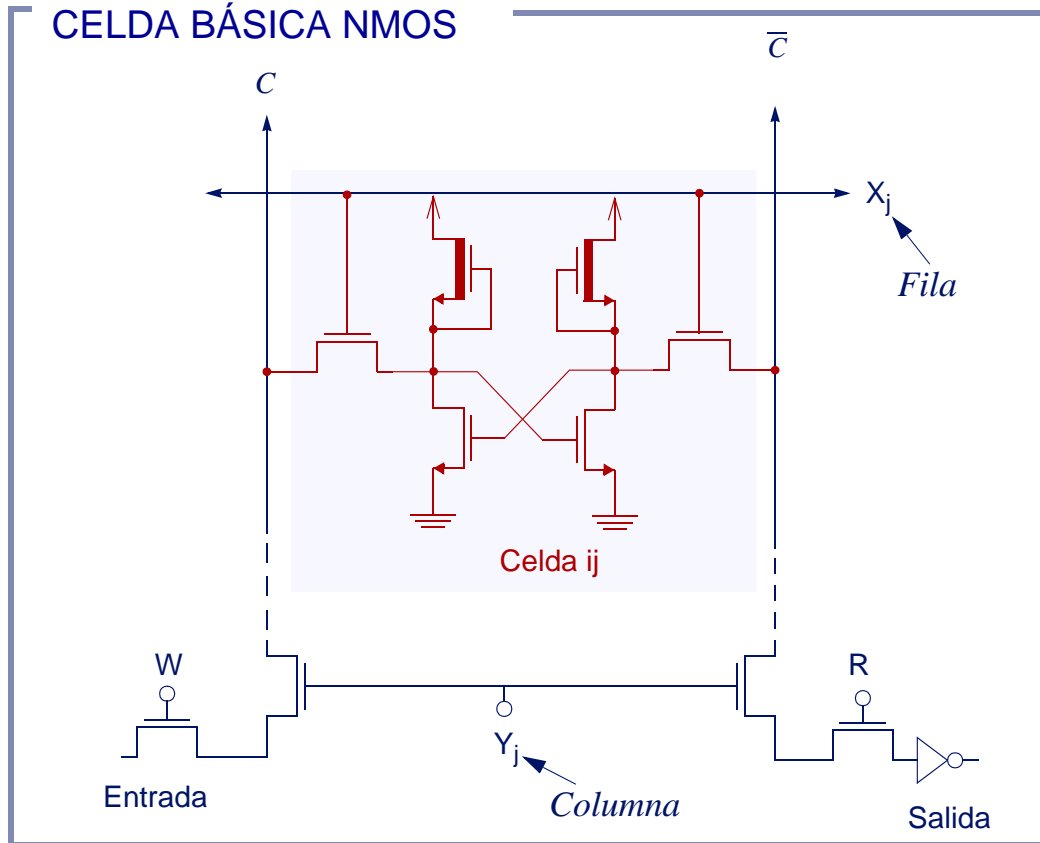 CELDA BÁSICA NMOS
C
C̅
Xj
Fila
Celda ij
W
R
Yj
Entrada
Columna
Salida